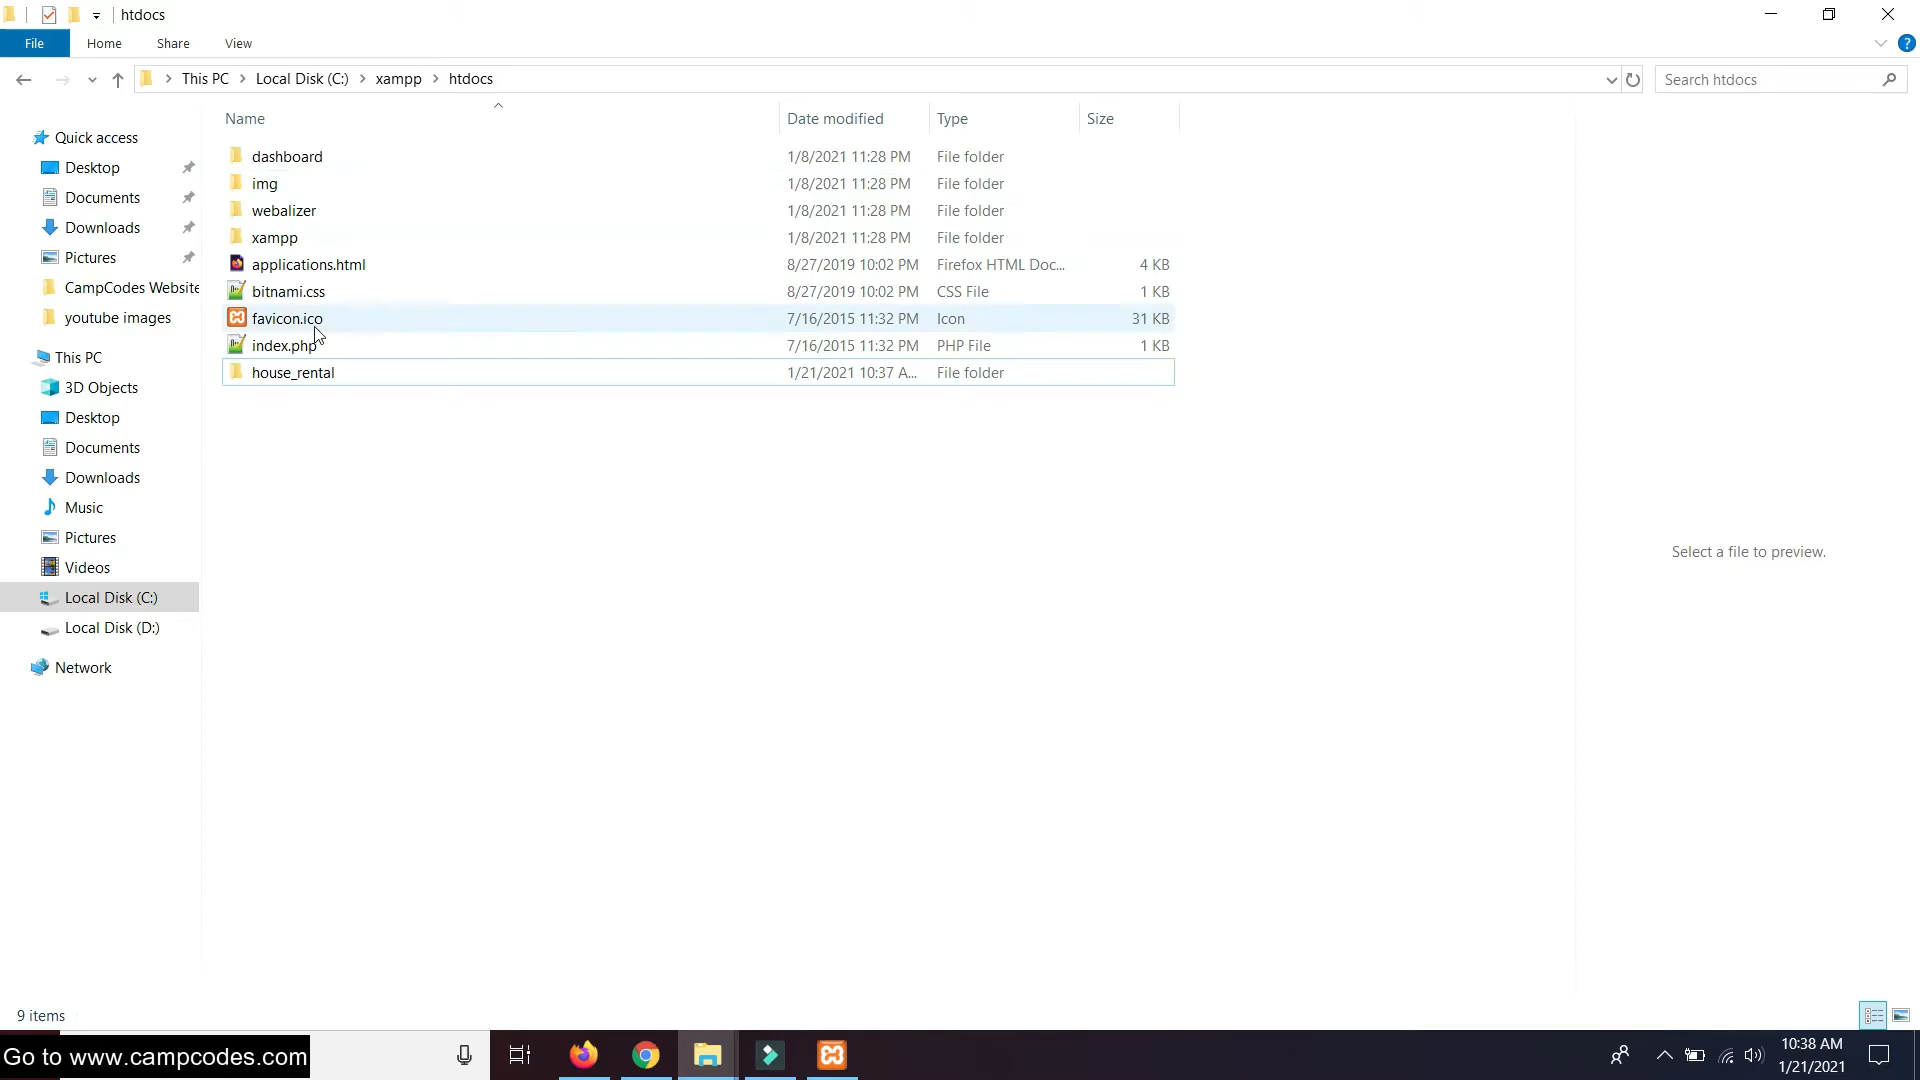 htdocs
File Home Share View
This PC Local Disk (C:) xampp htdocs Search htdocs
Name Date modified Type Size
Quick access
Desktop
Documents
Downloads
Pictures
CampCodes Website
youtube images
This PC
3D Objects
Desktop
Documents
Downloads
Music
Pictures
Videos
Local Disk (C:)
Local Disk (D:)
Network
dashboard 1/8/2021 11:28 PM File folder
img 1/8/2021 11:28 PM File folder
webalizer 1/8/2021 11:28 PM File folder
xampp 1/8/2021 11:28 PM File folder
applications.html 8/27/2019 10:02 PM Firefox HTML Doc... 4 KB
bitnami.css 8/27/2019 10:02 PM CSS File 1 KB
favicon.ico 7/16/2015 11:32 PM Icon 31 KB
index.php 7/16/2015 11:32 PM PHP File 1 KB
house_rental 1/21/2021 10:37 A... File folder
Select a file to preview.
9 items
Go to www.campcodes.com
10:38 AM
1/21/2021